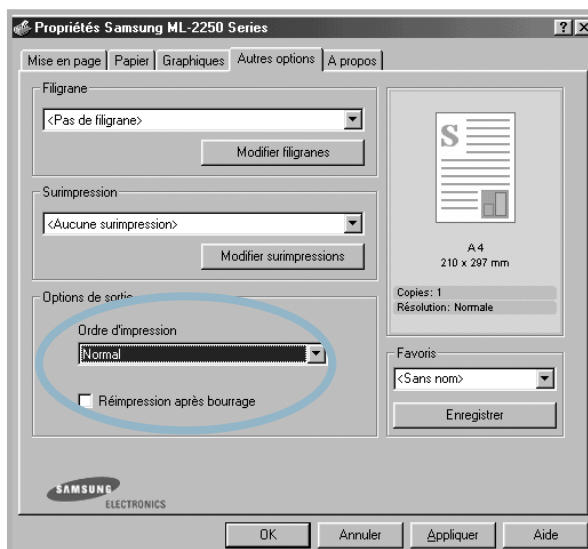 Propriétés Samsung ML-2250 Series
Mise en page Papier Graphiques Autres options A propos
Filigrane
<Pas de filigrane>
Modifier filigranes
Surimpression
<Aucune surimpression>
Modifier surimpressions
Options de sortie
Ordre d'impression
Normal
Réimpression après bourrage
S
A4
210 x 297 mm
Copies: 1
Résolution: Normale
Favoris
<Sans nom>
Enregistrer
SAMSUNG
ELECTRONICS
OK Annuler Appliquer Aide